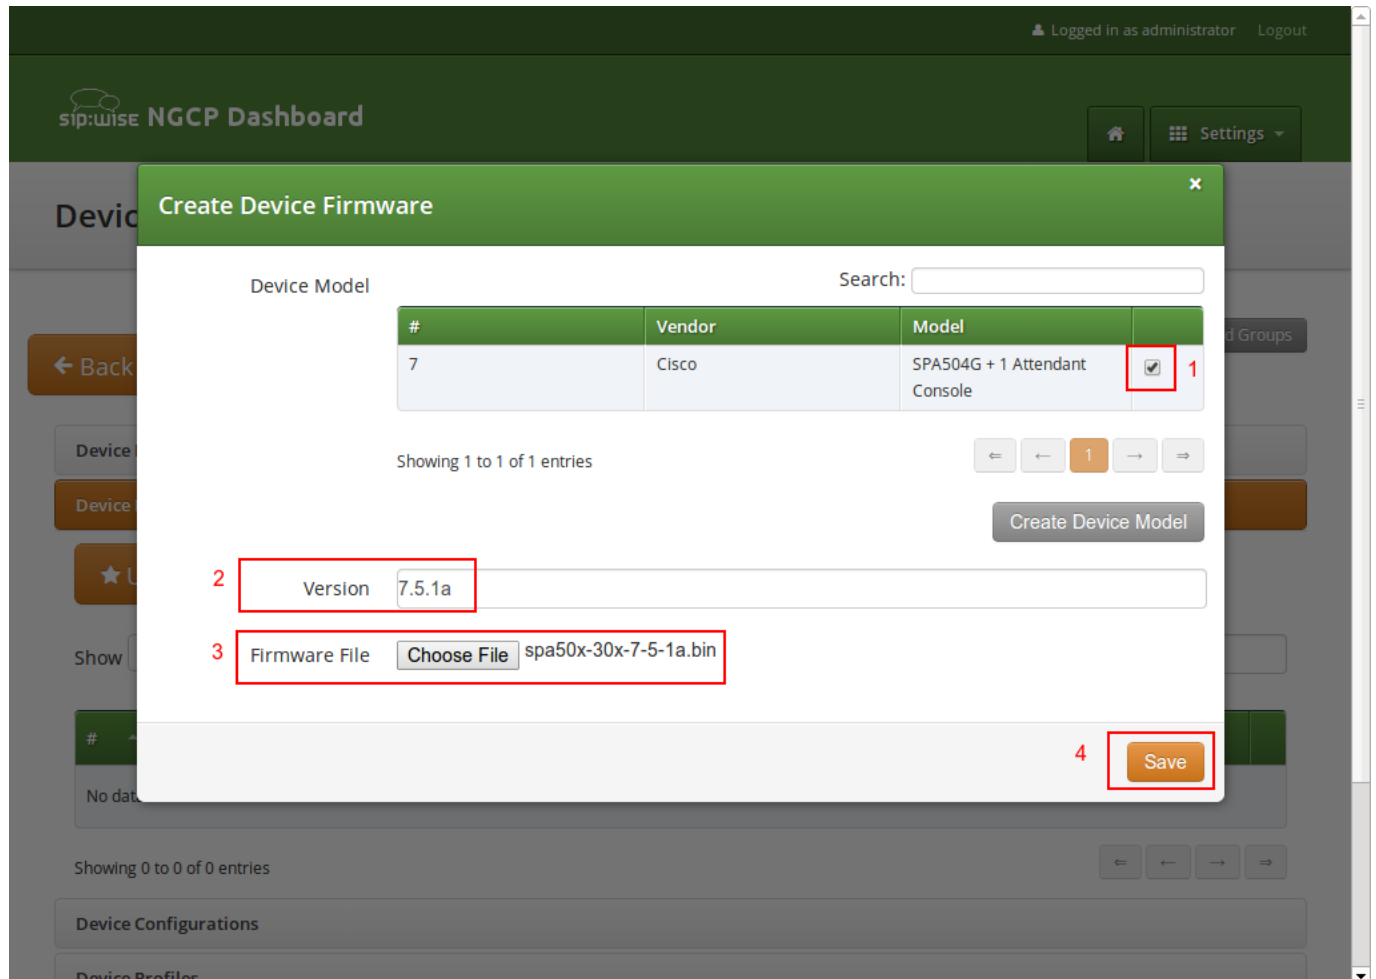 Logged in as administrator Logout
sip:wise NGCP Dashboard
Settings
Devic
Create Device Firmware
×
Device Model
Search:
# Vendor Model
7 Cisco SPA504G + 1 Attendant
Console
1
d Groups
Back
Device
Showing 1 to 1 of 1 entries
⇐ ← 1 → ⇒
Device
Create Device Model
U
2 Version 7.5.1a
3 Firmware File Choose File spa50x-30x-7-5-1a.bin
Show
#
4 Save
No dat
Showing 0 to 0 of 0 entries
⇐ ← → ⇒
Device Configurations
Device Profiles